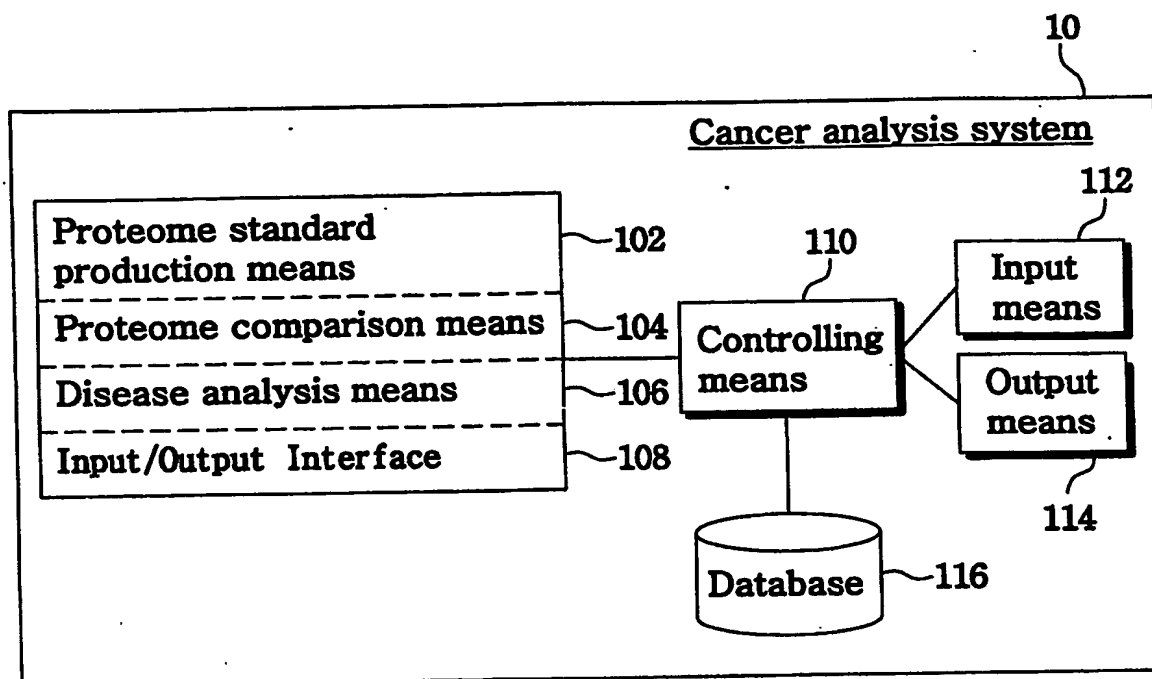 10
Cancer analysis system
Proteome standard
production means
102
Proteome comparison means
104
Disease analysis means
106
Input/Output Interface
108
110
Controlling
means
112
Input
means
Output
means
114
Database
116